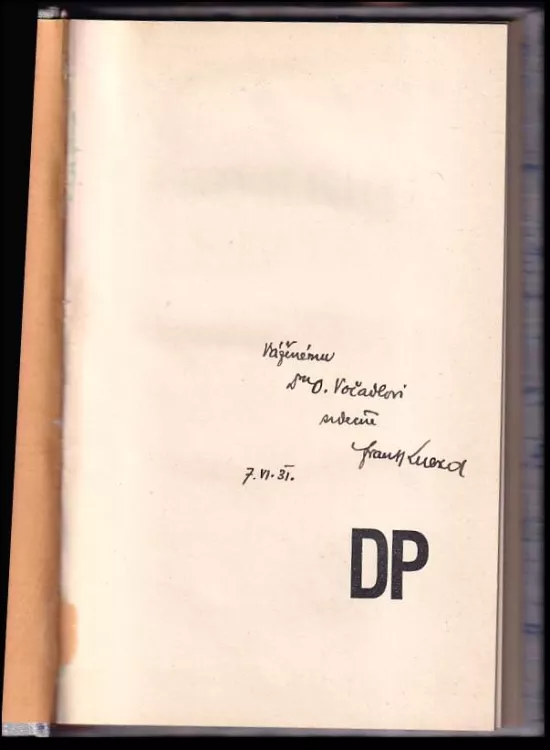 Váženému
Dru O. Vočadlovi
srdečně
7.VI.31.
DP